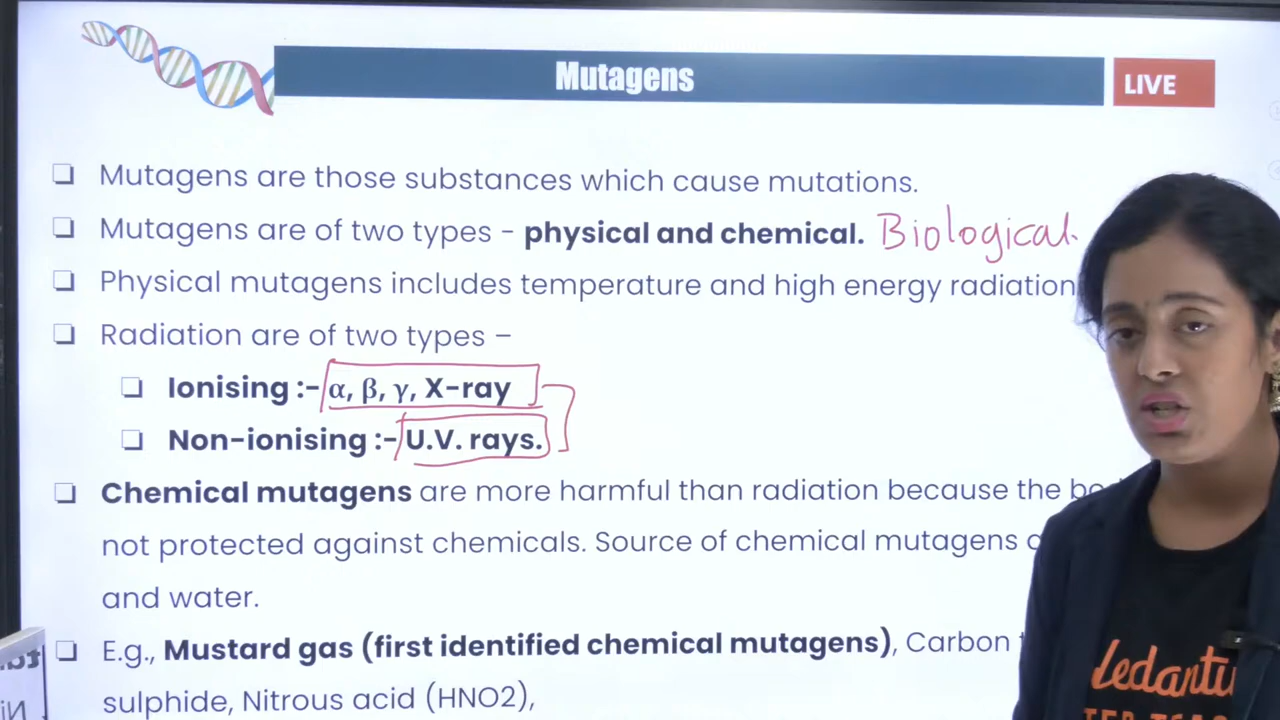 Mutagens
LIVE
Mutagens are those substances which cause mutations.
Mutagens are of two types - physical and chemical. Biological.
Physical mutagens includes temperature and high energy radiation
Radiation are of two types –
Ionising :- α, β, γ, X-ray
Non-ionising :- U.V. rays.
Chemical mutagens are more harmful than radiation because the
not protected against chemicals. Source of chemical mutagens
and water.
E.g., Mustard gas (first identified chemical mutagens), Carbon
sulphide, Nitrous acid (HNO2),
Vedantu